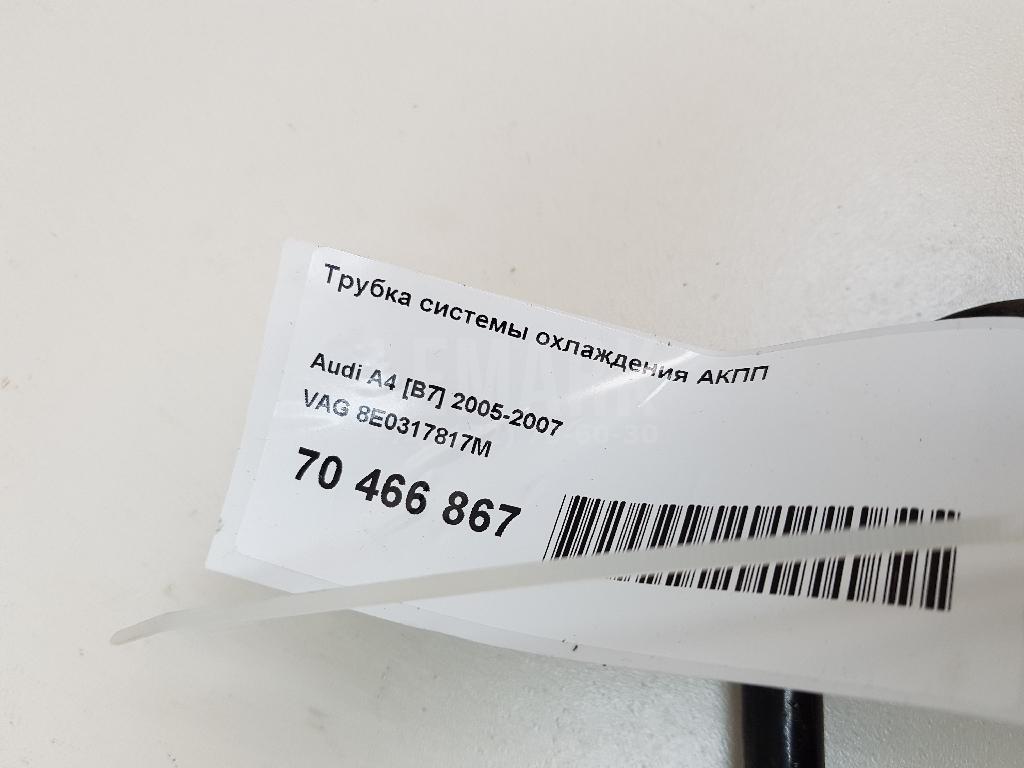 Трубка системы охлаждения АКПП
Audi A4 [B7] 2005-2007
VAG 8E0317817M
70 466 867